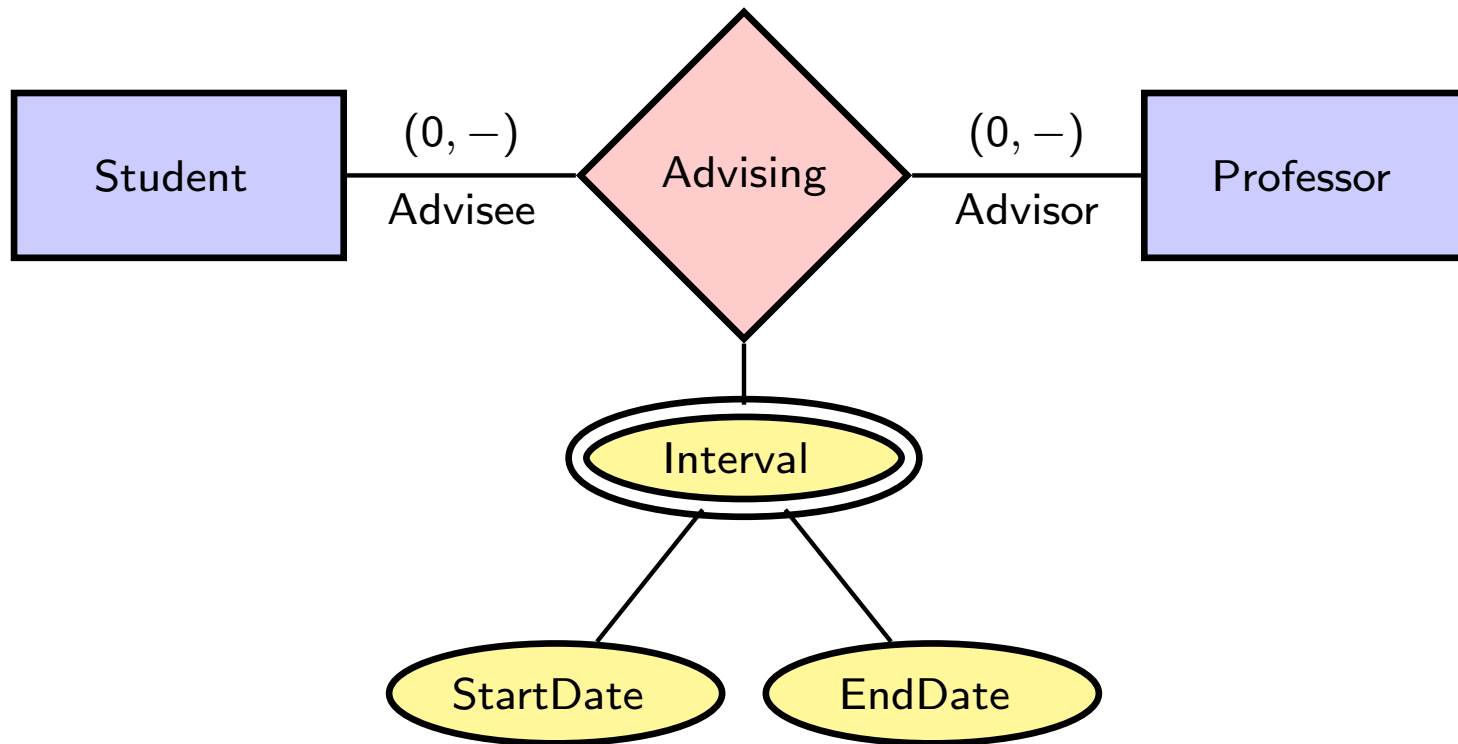 (0, −)
(0, −)
Student
Advising
Professor
Advisee
Advisor
Interval
StartDate
EndDate